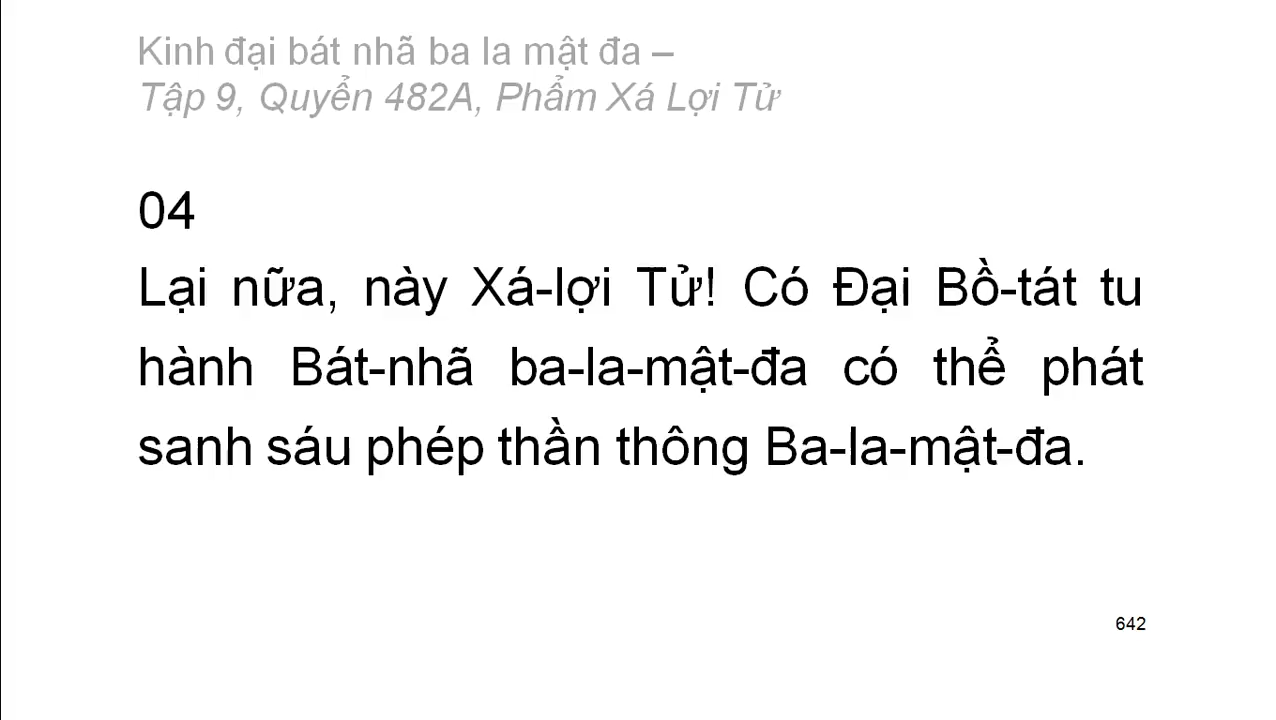 Kinh đại bát nhã ba la mật đa –
Tập 9, Quyển 482A, Phẩm Xá Lợi Tử
04
Lại nữa, này Xá-lợi Tử! Có Đại Bồ-tát tu
hành Bát-nhã ba-la-mật-đa có thể phát
sanh sáu phép thần thông Ba-la-mật-đa.
642